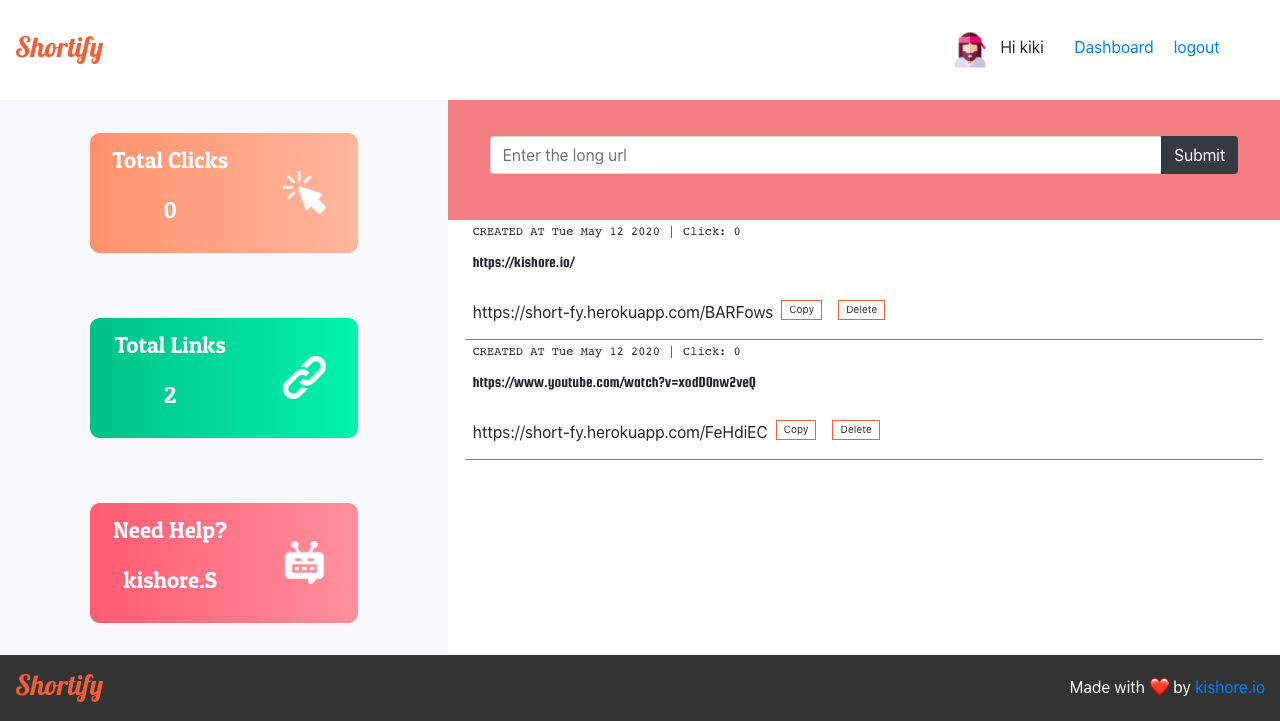 Shortify
Hi kiki Dashboard logout
Total Clicks
0
Total Links
2
Need Help?
kishore.S
Enter the long url Submit
CREATED AT Tue May 12 2020 | Click: 0
https://kishore.io/
https://short-fy.herokuapp.com/BARFows Copy Delete
CREATED AT Tue May 12 2020 | Click: 0
https://www.youtube.com/watch?v=xodD0nw2veQ
https://short-fy.herokuapp.com/FeHdiEC Copy Delete
Shortify
Made with ❤️ by kishore.io